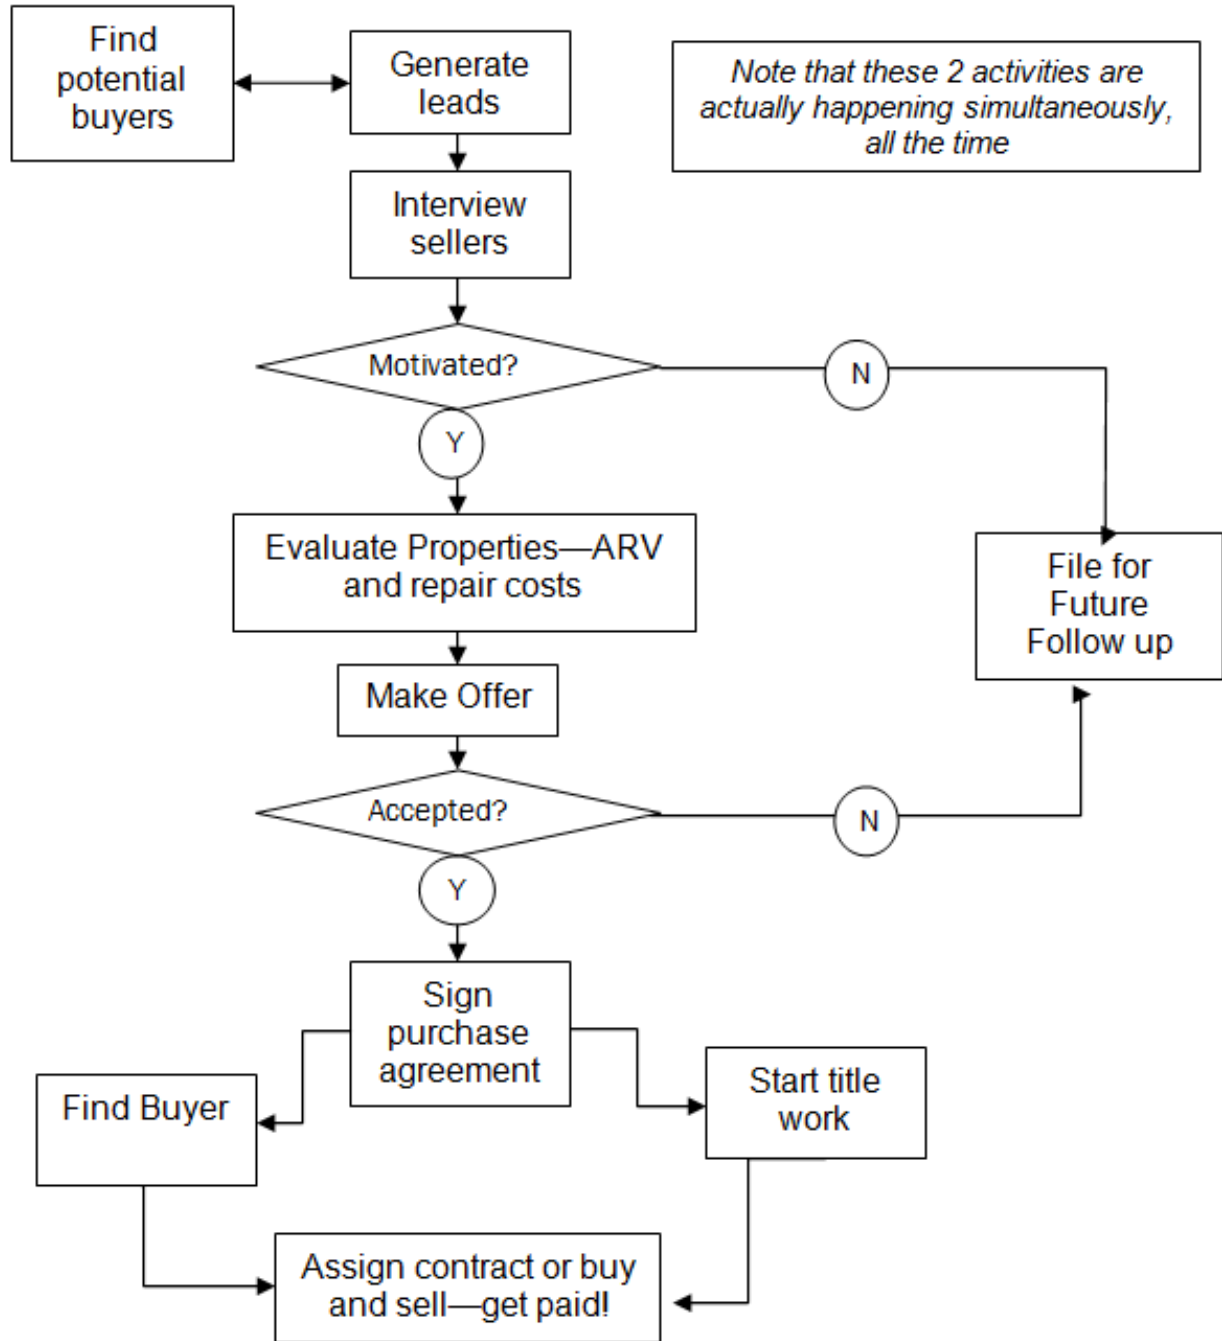 Find
potential
buyers
Generate
leads
Note that these 2 activities are
actually happening simultaneously,
all the time
Interview
sellers
Motivated?
N
Y
Evaluate Properties—ARV
and repair costs
File for
Future
Follow up
Make Offer
Accepted?
N
Y
Sign
purchase
agreement
Find Buyer
Start title
work
Assign contract or buy
and sell—get paid!